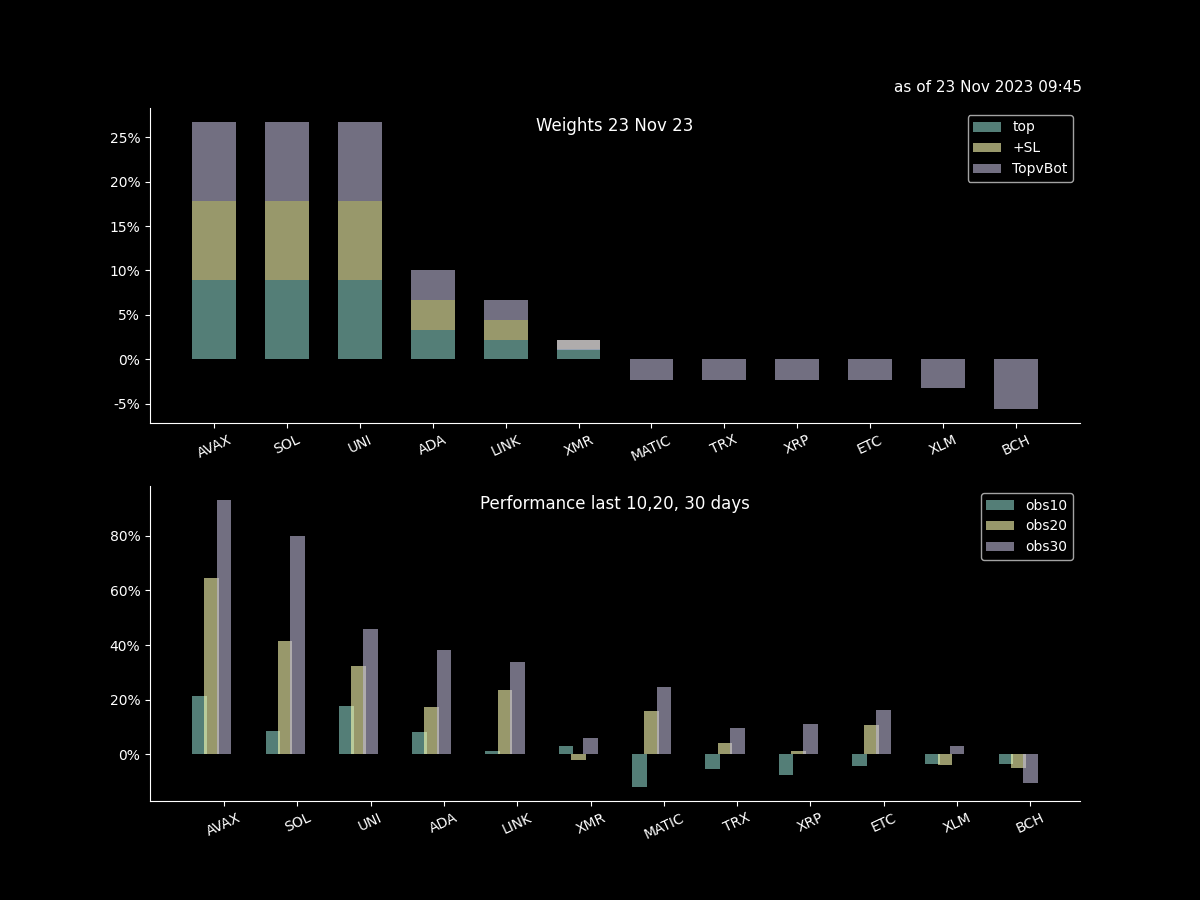 as of 23 Nov 2023 09:45
Weights 23 Nov 23
top
+SL
TopvBot
25%
20%
15%
10%
5%
0%
-5%
AVAX SOL UNI ADA LINK XMR MATIC TRX XRP ETC XLM BCH
Performance last 10,20, 30 days
obs10
obs20
obs30
80%
60%
40%
20%
0%
AVAX SOL UNI ADA LINK XMR MATIC TRX XRP ETC XLM BCH